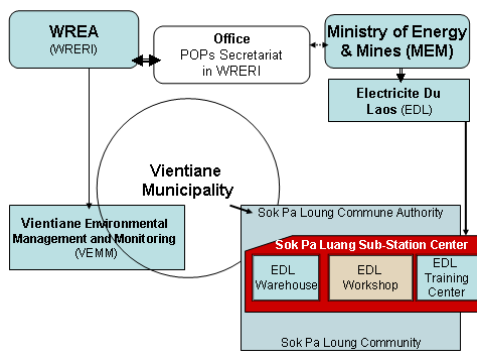 WREA
(WRERI)
Office
POPs Secretariat
in WRERI
Ministry of Energy
& Mines (MEM)
Electricite Du
Laos (EDL)
Vientiane
Municipality
Vientiane Environmental
Management and Monitoring
(VEMM)
Sok Pa Loung Commune Authority
Sok Pa Luang Sub-Station Center
EDL
Warehouse
EDL
Workshop
EDL
Training
Center
Sok Pa Loung Community